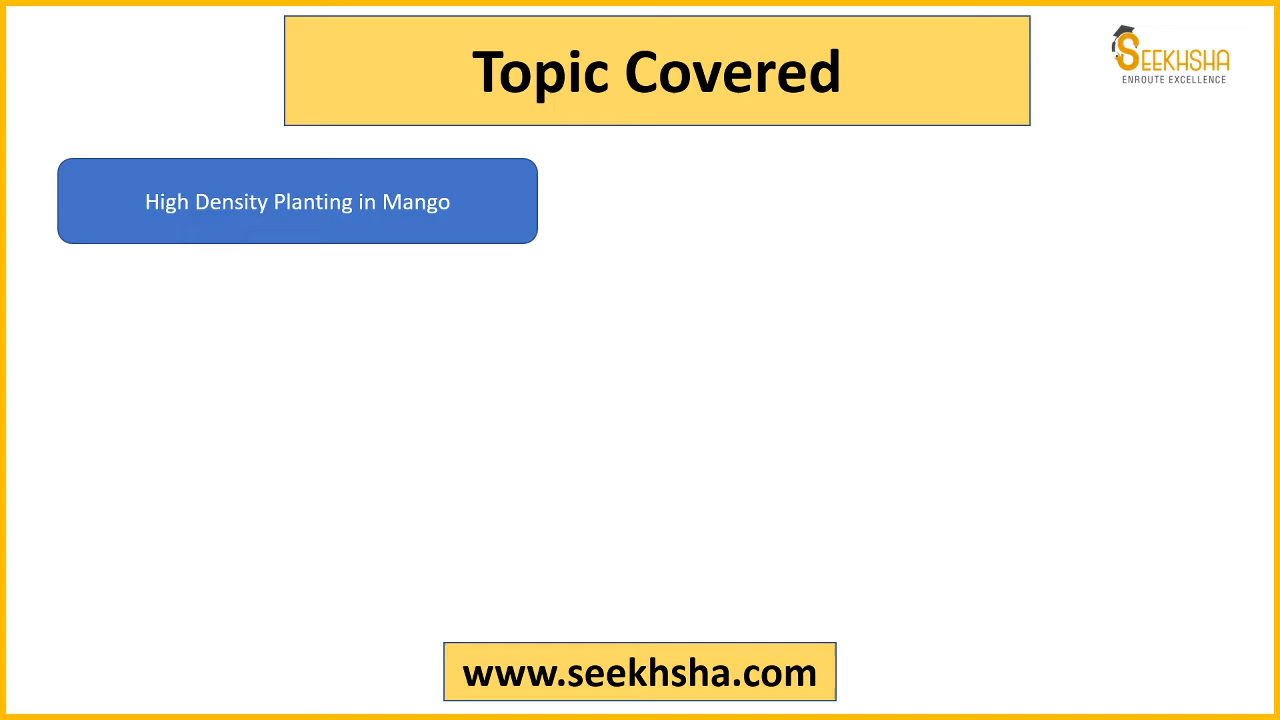 Topic Covered
SEEKHSHA
ENROUTE EXCELLENCE
High Density Planting in Mango
www.seekhsha.com